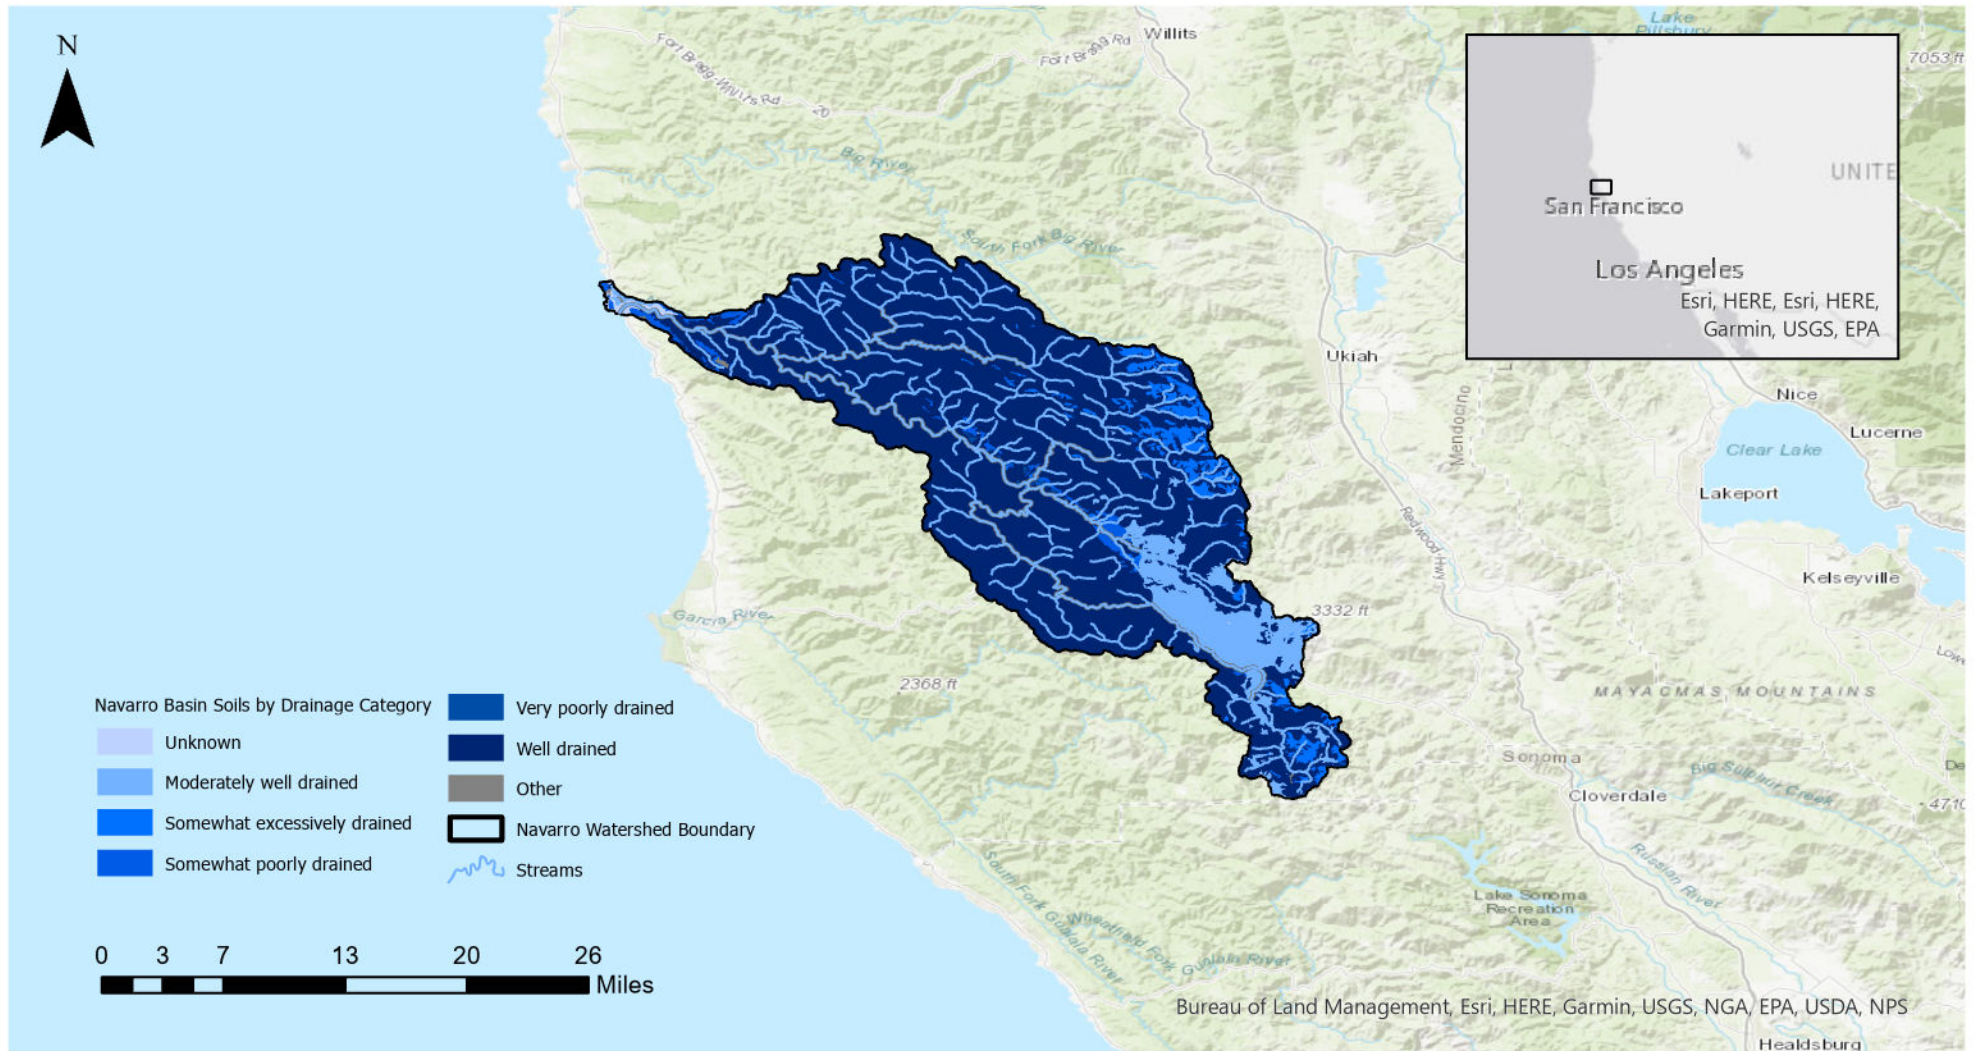 N
Willits
Fort Bragg-Willits Rd
Fort Bragg Rd
20
Lake
Pillsbury
7053 ft
Big River
South Fork Big River
UNITE
San Francisco
Los Angeles
Esri, HERE, Esri, HERE,
Garmin, USGS, EPA
Ukiah
Mendocino
Nice
Lucerne
Clear Lake
Lakeport
Redwood Hwy
Kelseyville
Garcia River
3332 ft
Lowe
2368 ft
MAYACMAS MOUNTAINS
Navarro Basin Soils by Drainage Category
Unknown
Moderately well drained
Somewhat excessively drained
Somewhat poorly drained
Very poorly drained
Well drained
Other
Navarro Watershed Boundary
Streams
Sonoma
Big Sulphur Creek
De
Cloverdale
4710
Russian River
South Fork Gualala River
Wheatfield Fork
Gualala River
Lake Sonoma
Recreation
Area
0 3 7 13 20 26
Miles
Bureau of Land Management, Esri, HERE, Garmin, USGS, NGA, EPA, USDA, NPS
Healdsburg